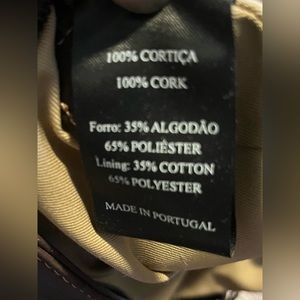 100% CORTIÇA
100% CORK
Forro: 35% ALGODÃO
65% POLIÉSTER
Lining: 35% COTTON
65% POLYESTER
MADE IN PORTUGAL